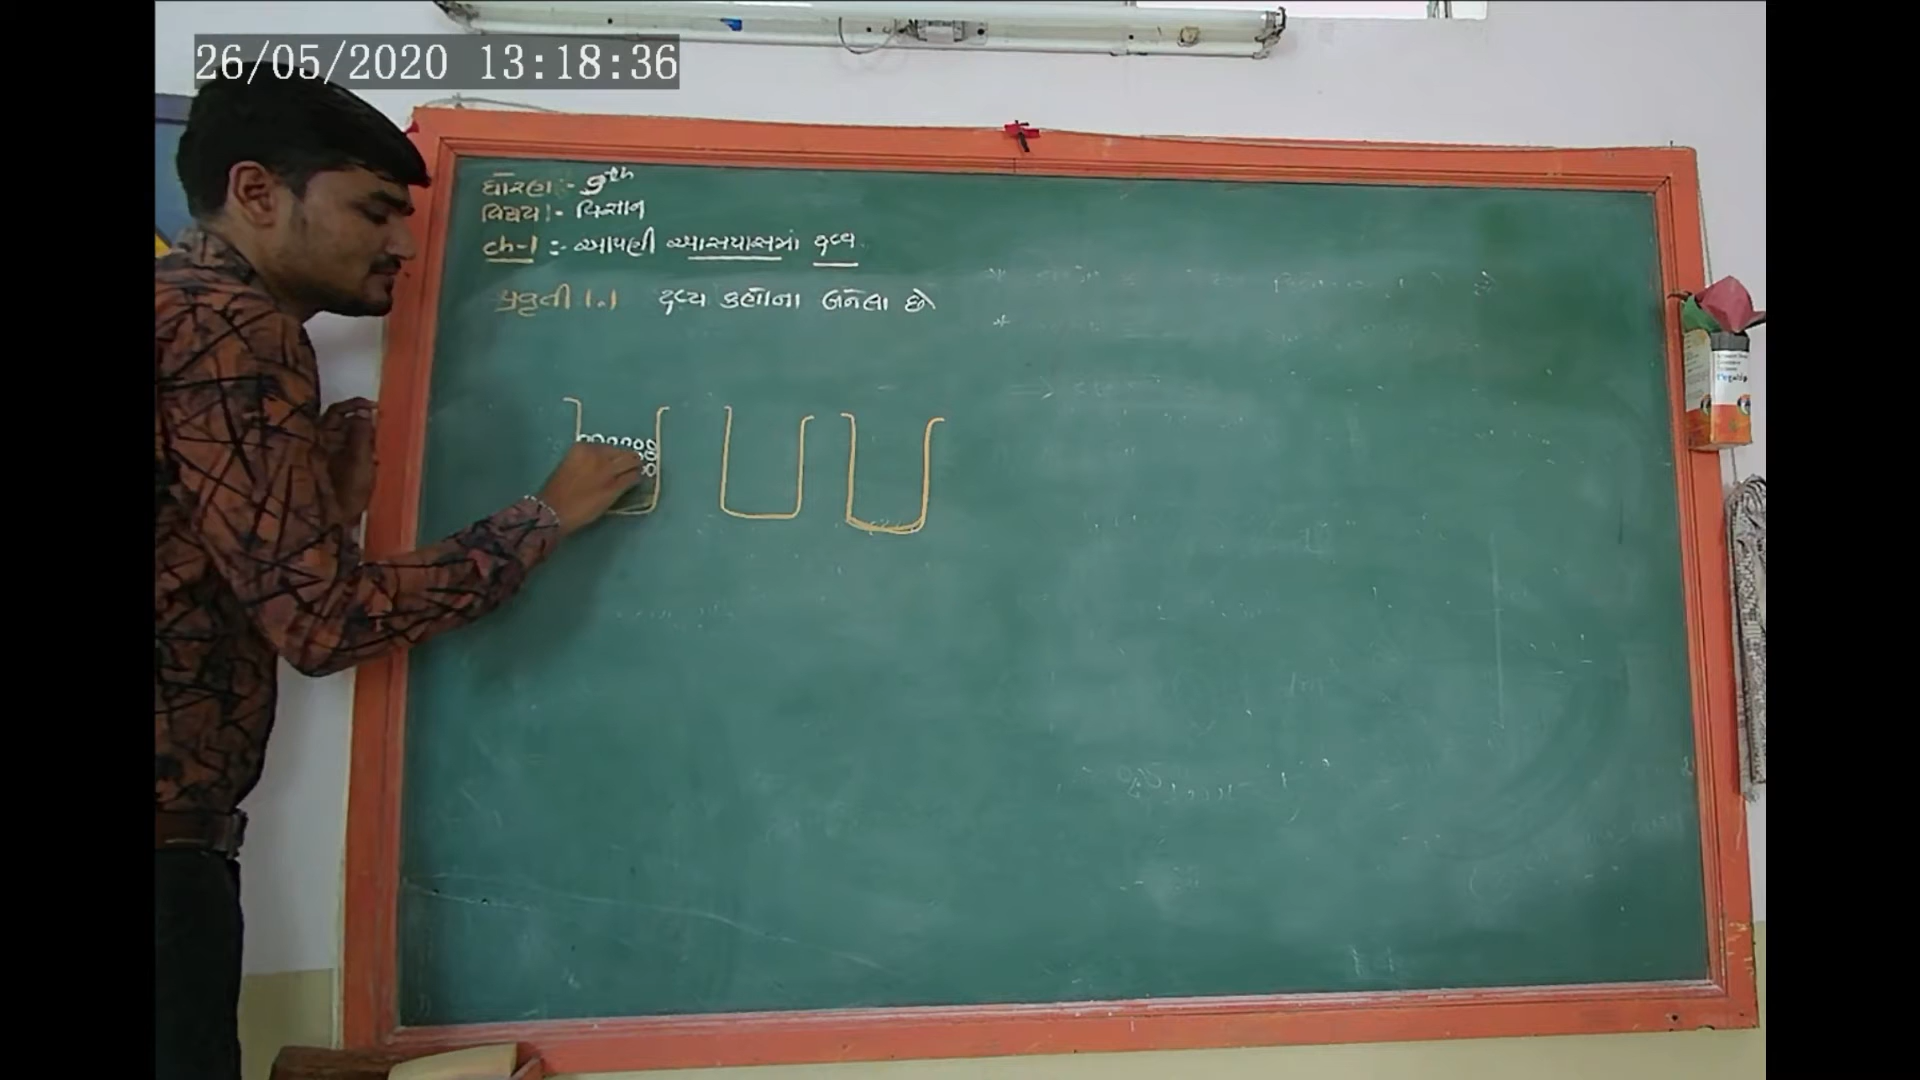 26/05/2020 13:18:36
ધોરણ :- 9th
વિષય :- વિજ્ઞાન
ch-1 :- આપણી આસપાસમાં દ્રવ્ય
પ્રવૃતી 1.1 દ્રવ્ય કણોના બનેલા છે